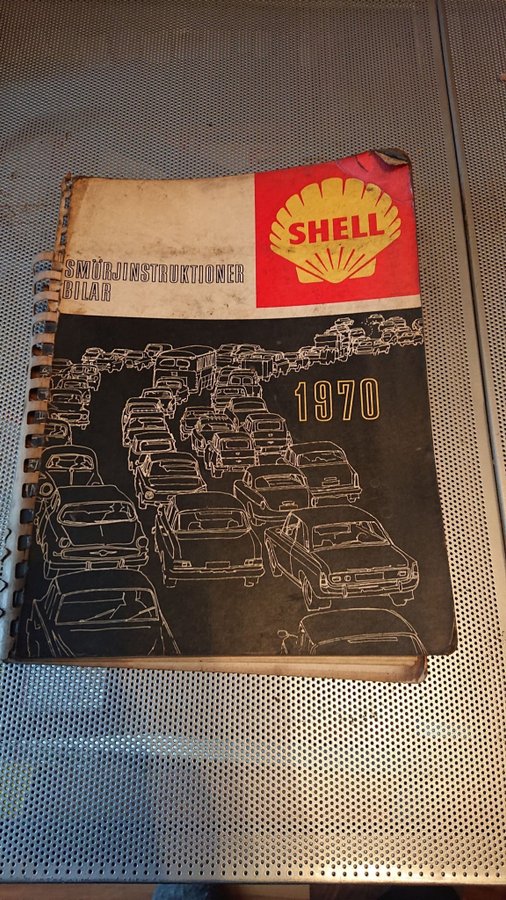 SHELL
SMÖRJINSTRUKTIONER
BILAR
1970